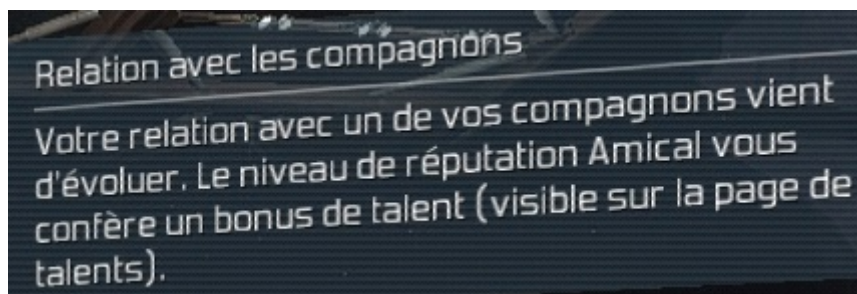 Relation avec les compagnons
Votre relation avec un de vos compagnons vient
d'évoluer. Le niveau de réputation Amical vous
confère un bonus de talent (visible sur la page de
talents).